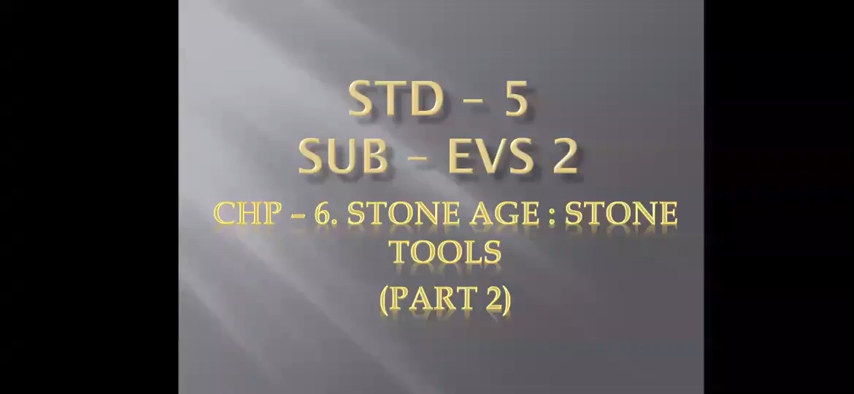 STD – 5
SUB – EVS 2
CHP – 6. STONE AGE : STONE
TOOLS
(PART 2)